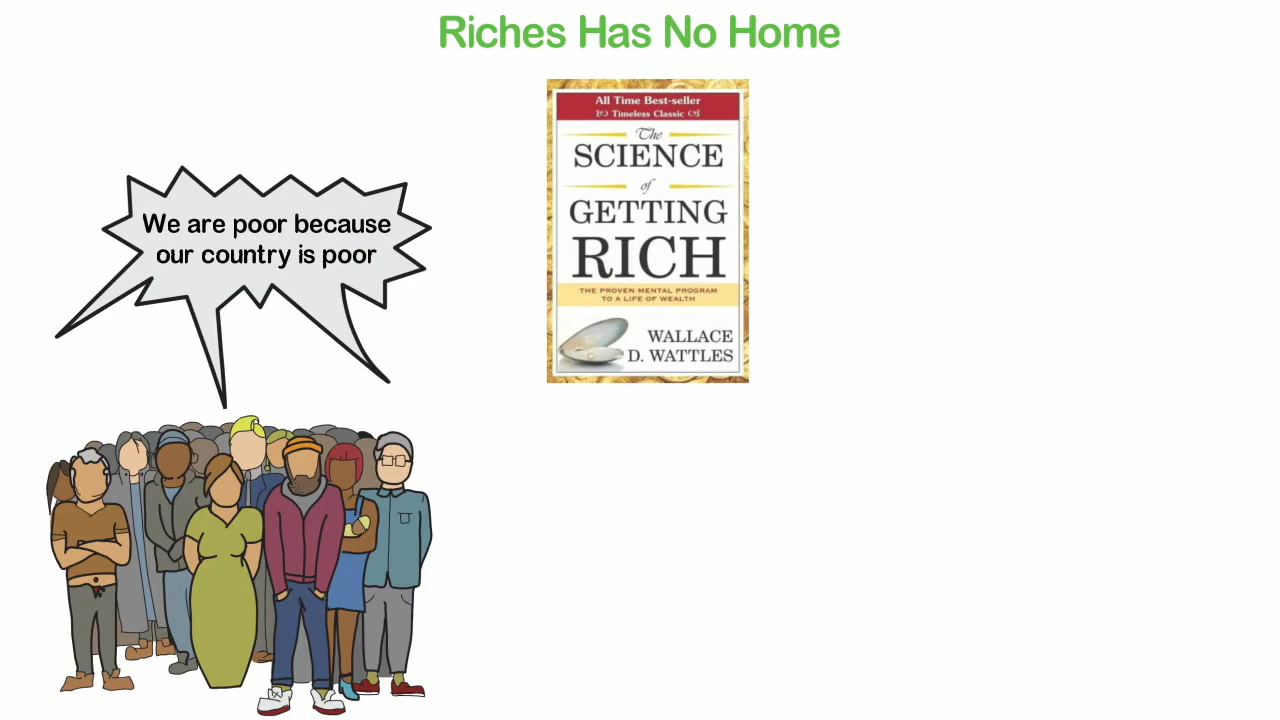 Riches Has No Home
We are poor because
our country is poor
All Time Best-seller
Timeless Classic
The
SCIENCE
of
GETTING
RICH
THE PROVEN MENTAL PROGRAM
TO A LIFE OF WEALTH
WALLACE
D. WATTLES